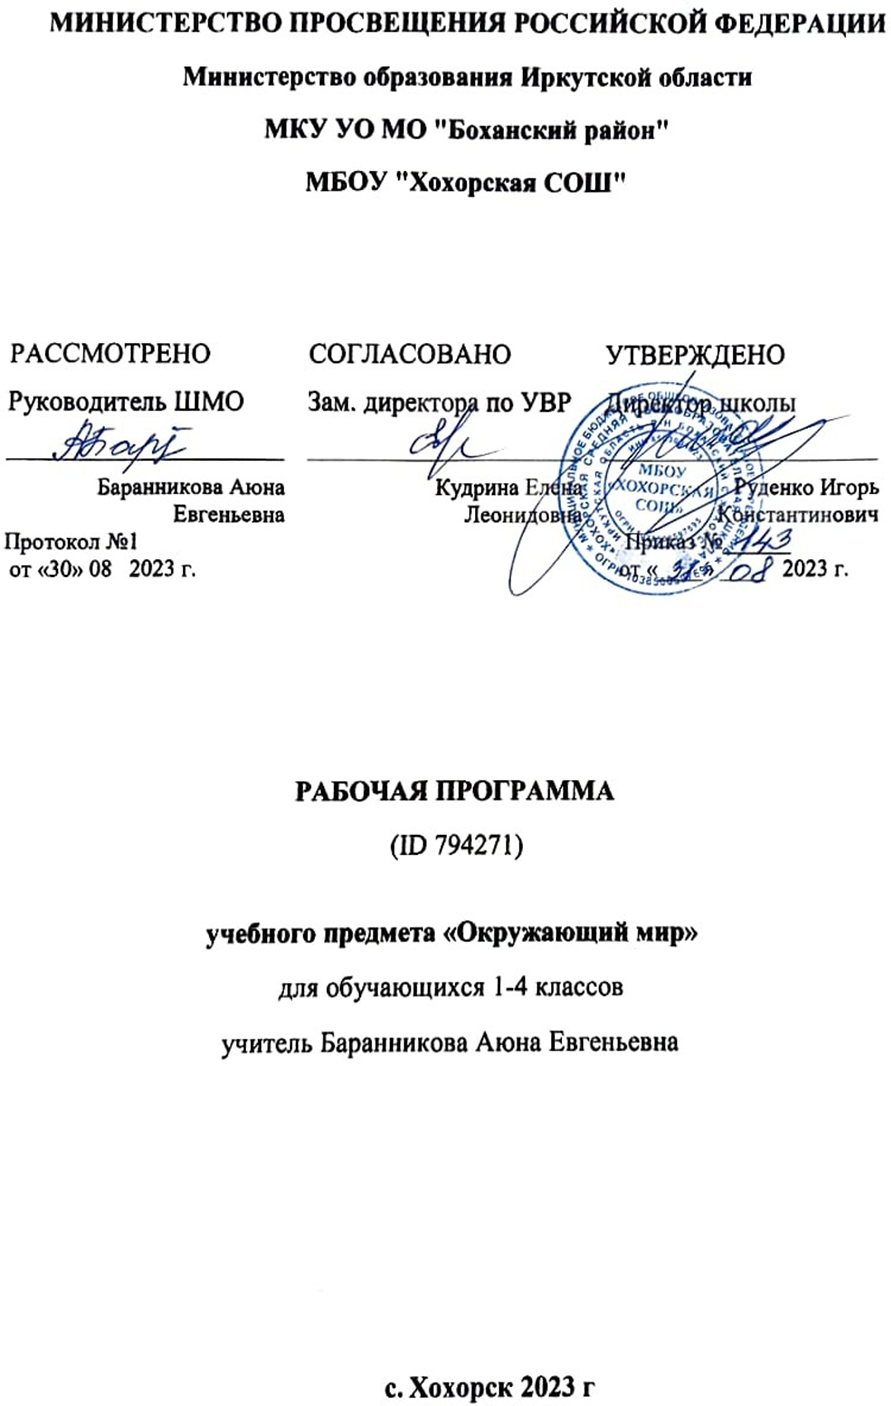 МИНИСТЕРСТВО ПРОСВЕЩЕНИЯ РОССИЙСКОЙ ФЕДЕРАЦИИ
Министерство образования Иркутской области
МКУ УО МО "Боханский район"
МБОУ "Хохорская СОШ"
РАССМОТРЕНО
Руководитель ШМО
Баранникова Аюна
Евгеньевна
Протокол №1
от «30» 08 2023 г.
СОГЛАСОВАНО
Зам. директора по УВР
Кудрина Елена
Леонидовна
УТВЕРЖДЕНО
Директор школы
Руденко Игорь
Константинович
Приказ № 143
от « 31 » 08 2023 г.
МБОУ
«ХОХОРСКАЯ
СОШ»
РАБОЧАЯ ПРОГРАММА
(ID 794271)
учебного предмета «Окружающий мир»
для обучающихся 1-4 классов
учитель Баранникова Аюна Евгеньевна
с. Хохорск 2023 г